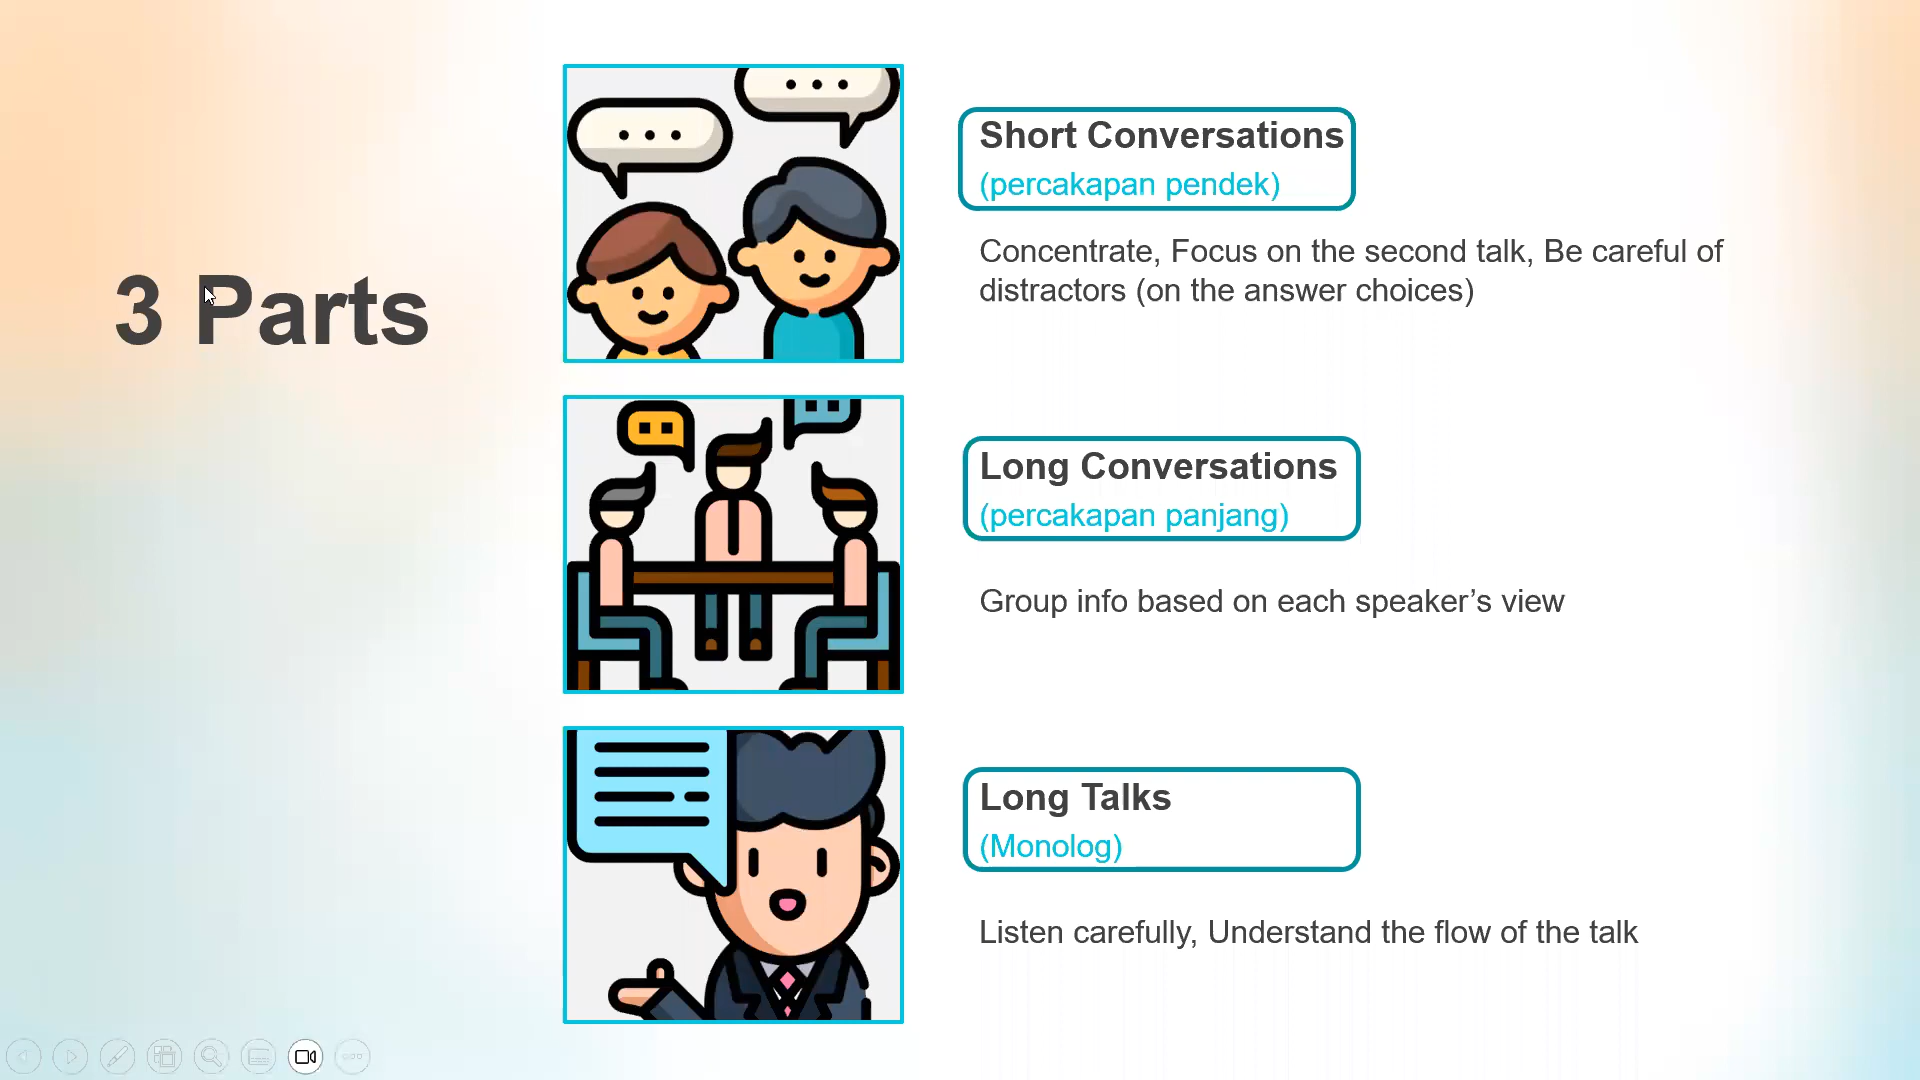 3 Parts
Short Conversations
(percakapan pendek)
Concentrate, Focus on the second talk, Be careful of
distractors (on the answer choices)
Long Conversations
(percakapan panjang)
Group info based on each speaker’s view
Long Talks
(Monolog)
Listen carefully, Understand the flow of the talk